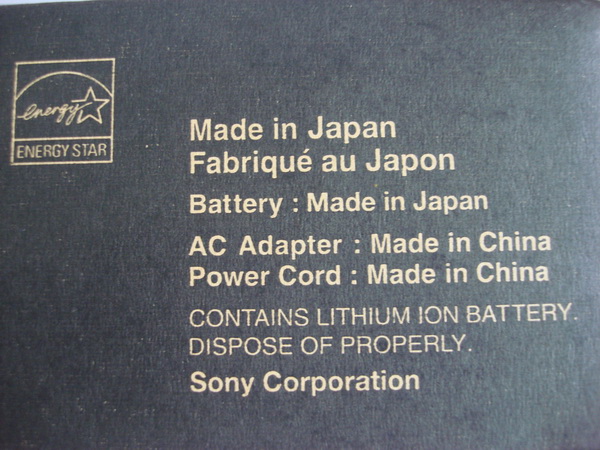 energy
ENERGY STAR
Made in Japan
Fabriqué au Japon
Battery : Made in Japan
AC Adapter : Made in China
Power Cord : Made in China
CONTAINS LITHIUM ION BATTERY.
DISPOSE OF PROPERLY.
Sony Corporation